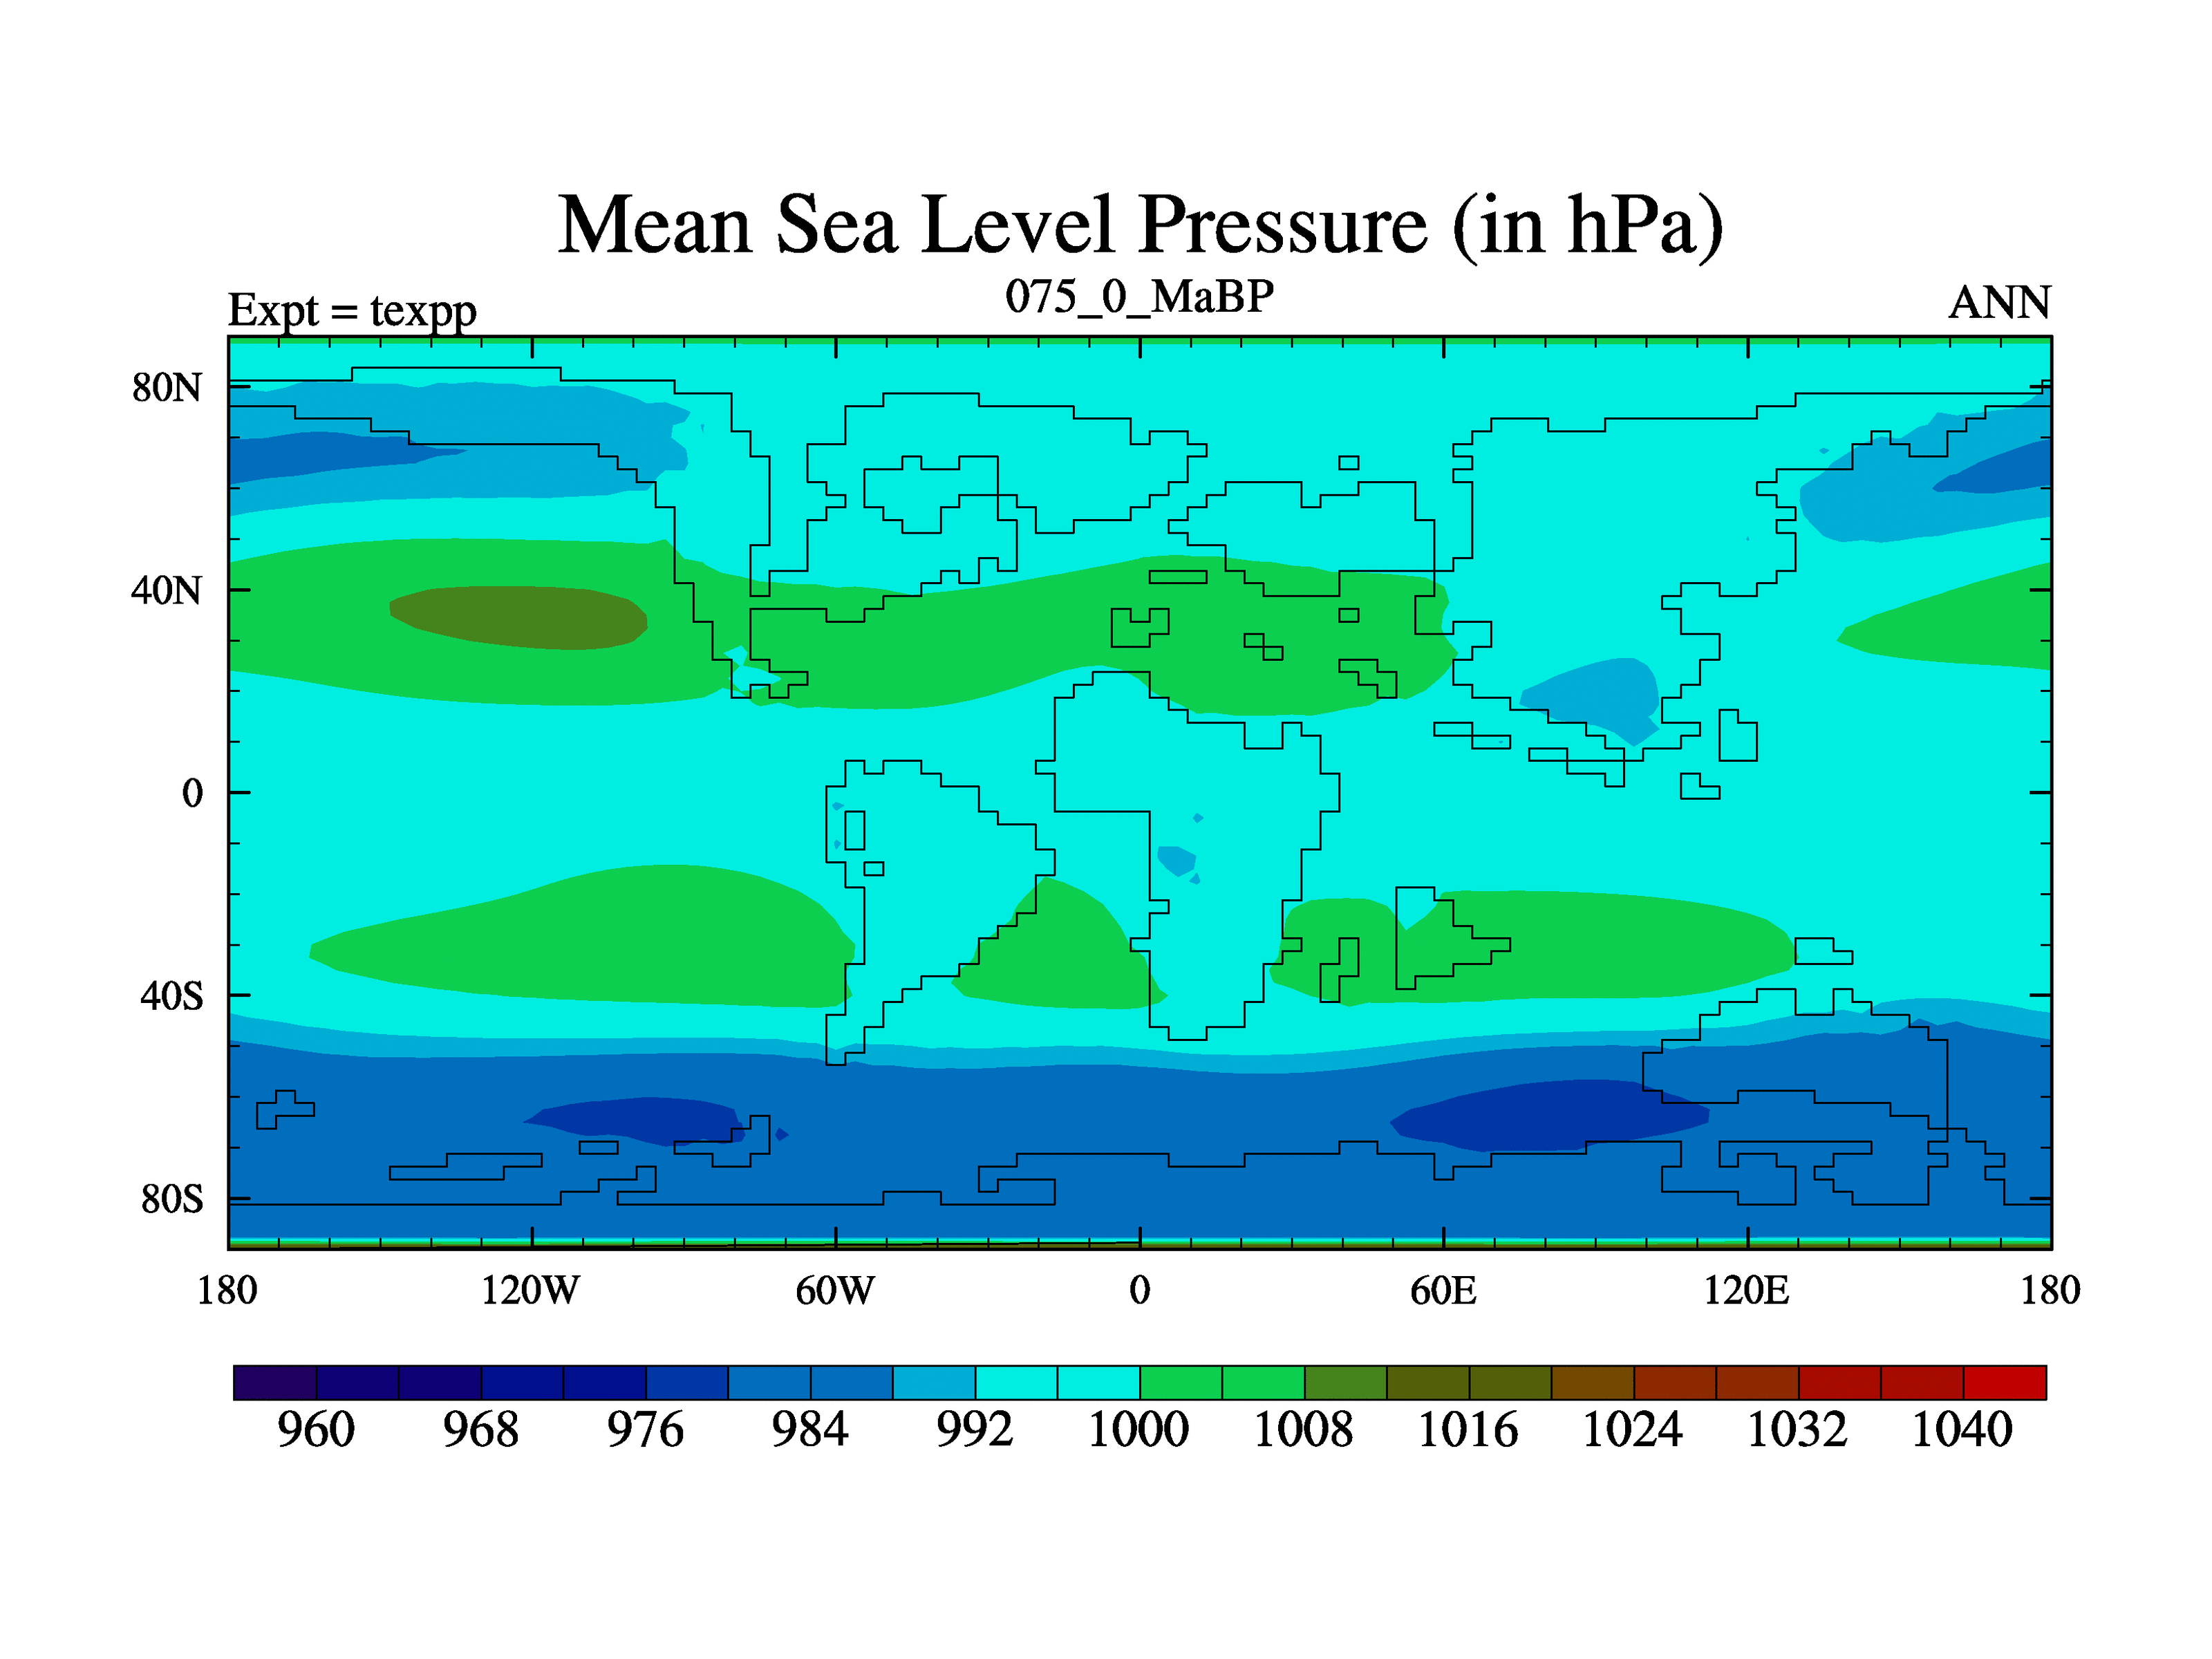 Mean Sea Level Pressure (in hPa)
075_0_MaBP
Expt = texpp
ANN
80N
40N
0
40S
80S
180 120W 60W 0 60E 120E 180
960 968 976 984 992 1000 1008 1016 1024 1032 1040